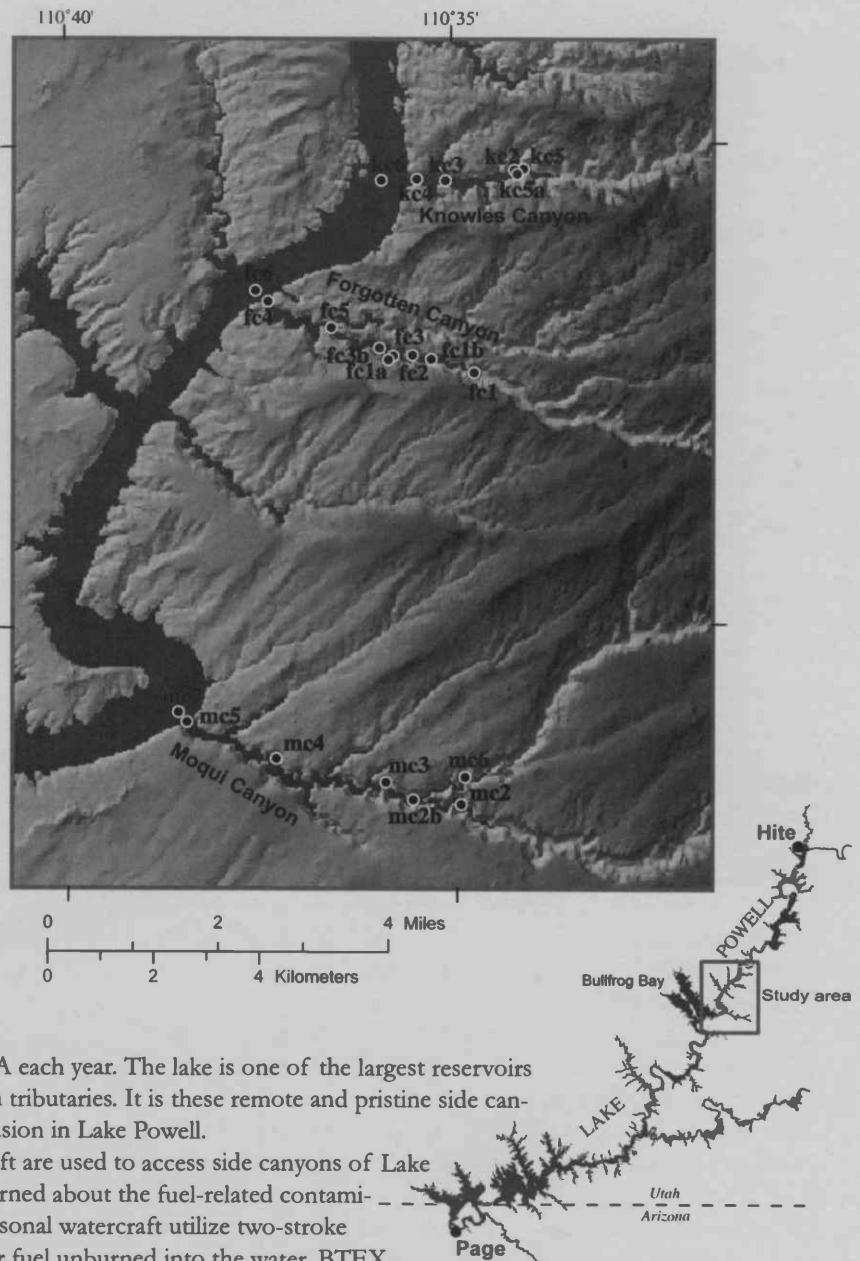 110°40'
110°35'
kc6
kc4
kc3
kc2
kc5
kc5a
Knowles Canyon
fc6
fc4
Forgotten Canyon
fc5
fc3
fc3b
fc1b
fc1a
fc2
fc1
mc5
mc4
mc3
mc6
mc2
mc2b
Moqui Canyon
0 2 4 Miles
0 2 4 Kilometers
Hite
POWELL
Bullfrog Bay
Study area
LAKE
Utah
Arizona
Page
A each year. The lake is one of the largest reservoirs
tributaries. It is these remote and pristine side can-
sion in Lake Powell.
ft are used to access side canyons of Lake
rned about the fuel-related contami-
sonal watercraft utilize two-stroke
fuel unburned into the water. BTEX